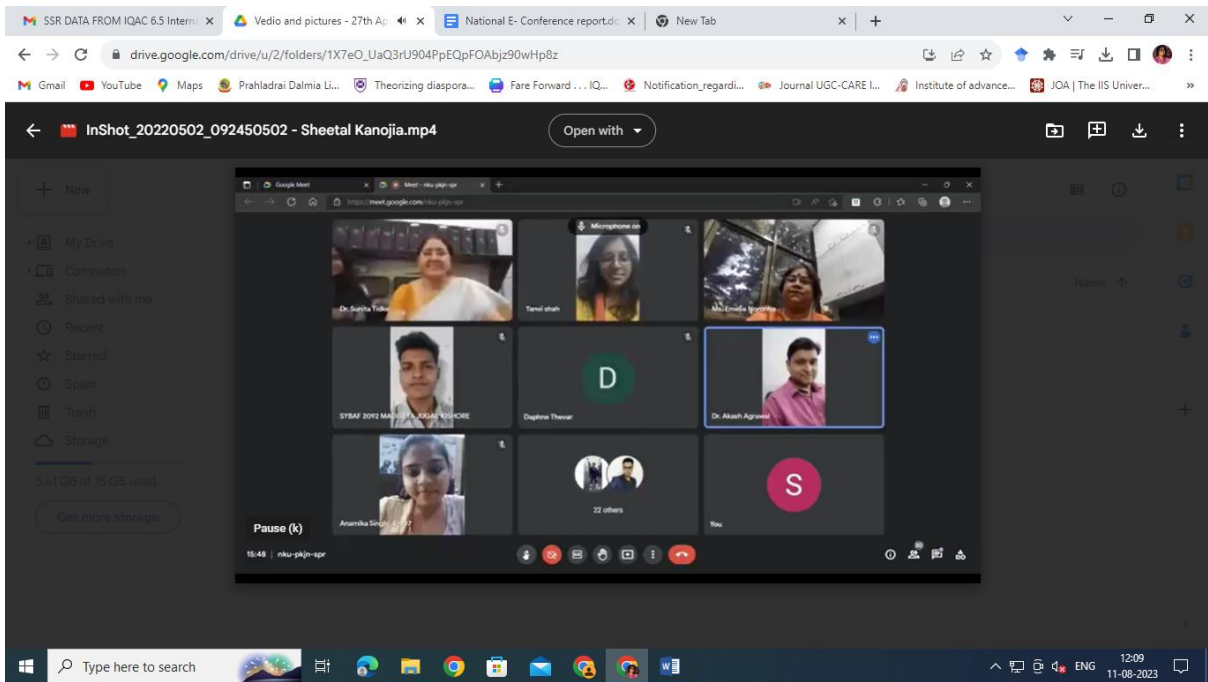 SSR DATA FROM IQAC 6.5 Intern
Vedio and pictures - 27th Ap
National E- Conference report.do
New Tab
drive.google.com/drive/u/2/folders/1X7eO_UaQ3rU904PpEQpFOAbjz90wHp8z
Gmail
YouTube
Maps
Prahladrai Dalmia Li...
Theorizing diaspora...
Fare Forward . . . IQ...
Notification_regardi...
Journal UGC-CARE l...
Institute of advance...
JOA | The IIS Univer...
InShot_20220502_092450502 - Sheetal Kanojia.mp4
Open with
New
My Drive
Computers
Shared with me
Recent
Starred
Spam
Trash
Storage
5.61 GB of 15 GB used
Get more storage
Name
Google Meet
Meet - nku-pkjn-spr
https://meet.google.com/nku-pkjn-spr
Microphone on
Dr. Sunita Tidke
Tanvi shah
Ms. Emelia Noronha
SYBAF 2092 JUGAL KISHORE
D
Daphne Thevar
Dr. Akash Agrawal
Anamika Singh
22 others
S
You
Pause (k)
15:48 | nku-pkjn-spr
Type here to search
ENG
12:09
11-08-2023